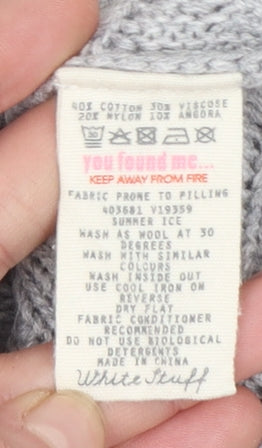 40% COTTON 30% VISCOSE
20% NYLON 10% ANGORA
30
you found me...
KEEP AWAY FROM FIRE
FABRIC PRONE TO PILLING
403681 V19359
SUMMER ICE
WASH AS WOOL AT 30
DEGREES
WASH WITH SIMILAR
COLOURS
WASH INSIDE OUT
USE COOL IRON ON
REVERSE
DRY FLAT
FABRIC CONDITIONER
RECOMMENDED
DO NOT USE BIOLOGICAL
DETERGENTS
MADE IN CHINA
White Stuff